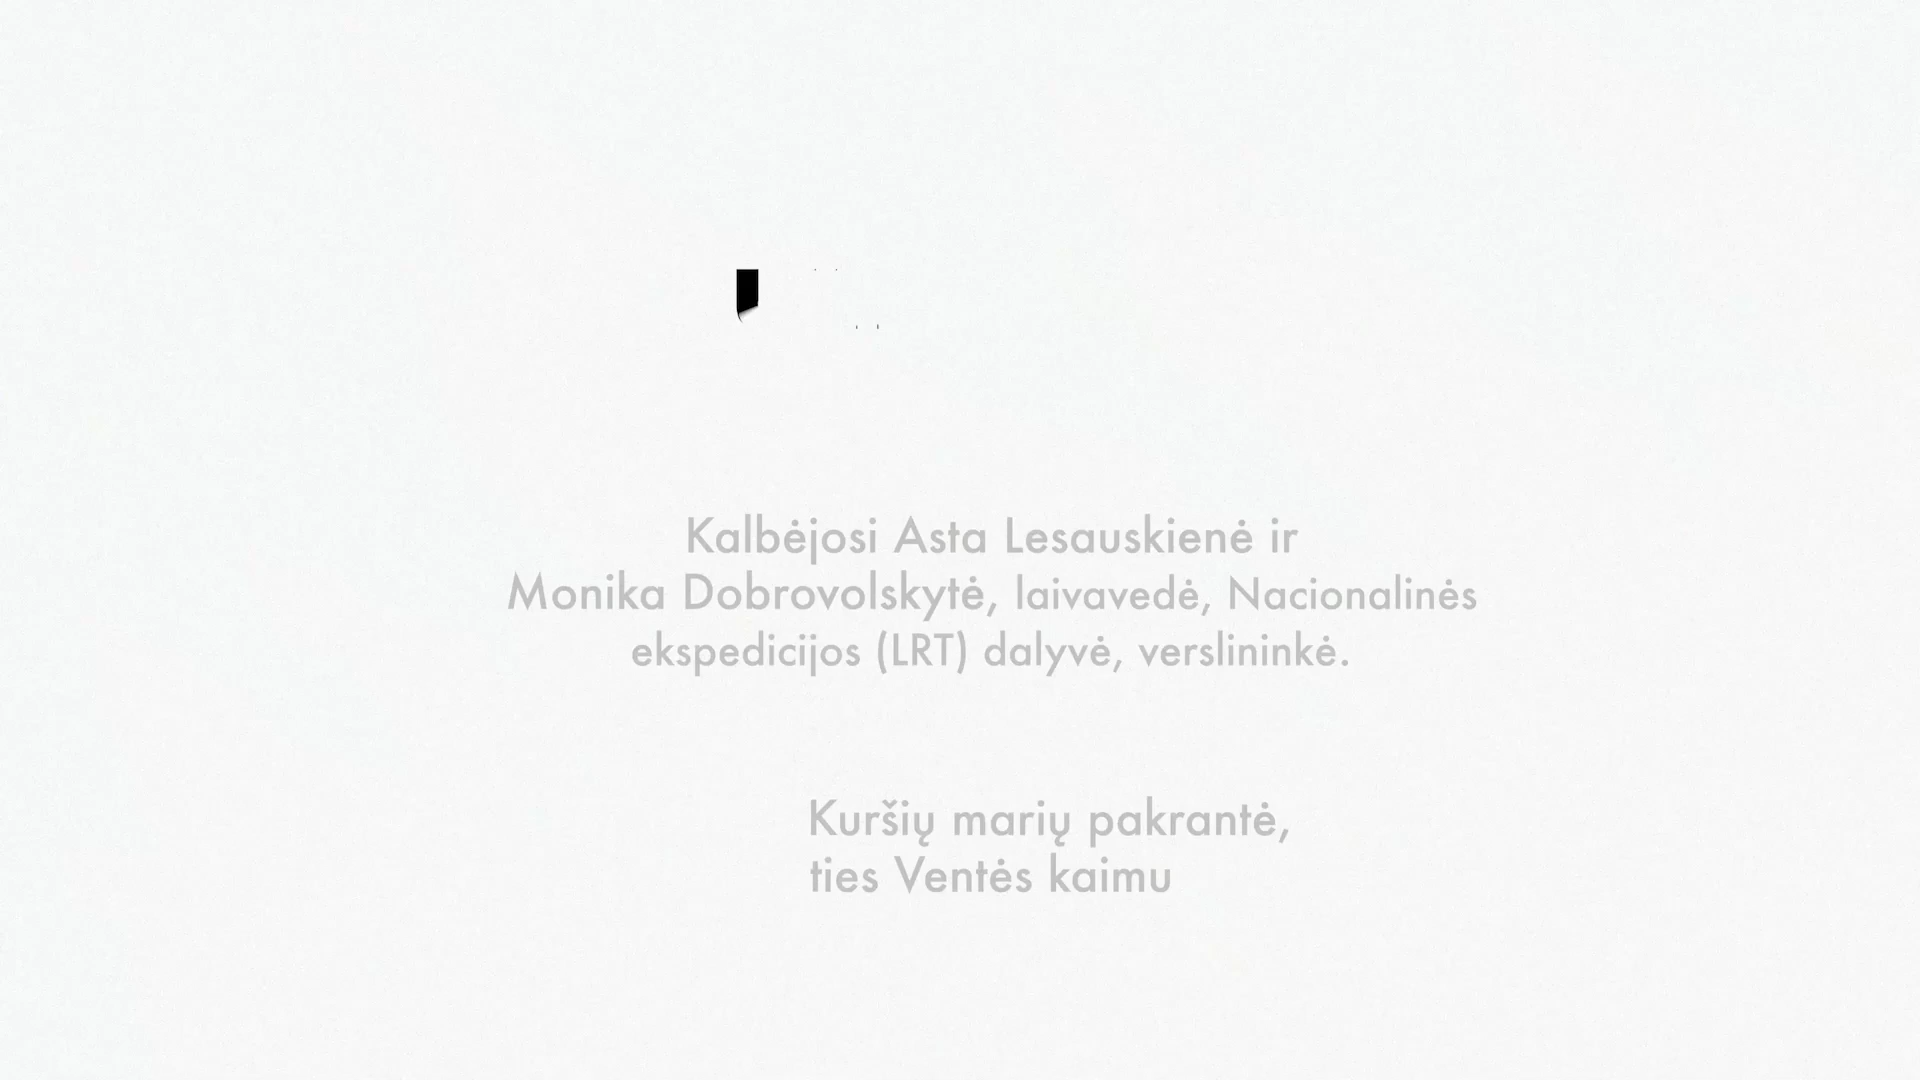 Kalbėjosi Asta Lesauskienė ir
Monika Dobrovolskytė, laivavedė, Nacionalinės
ekspedicijos (LRT) dalyvė, verslininkė.
Kuršių marių pakrantė,
ties Ventės kaimu